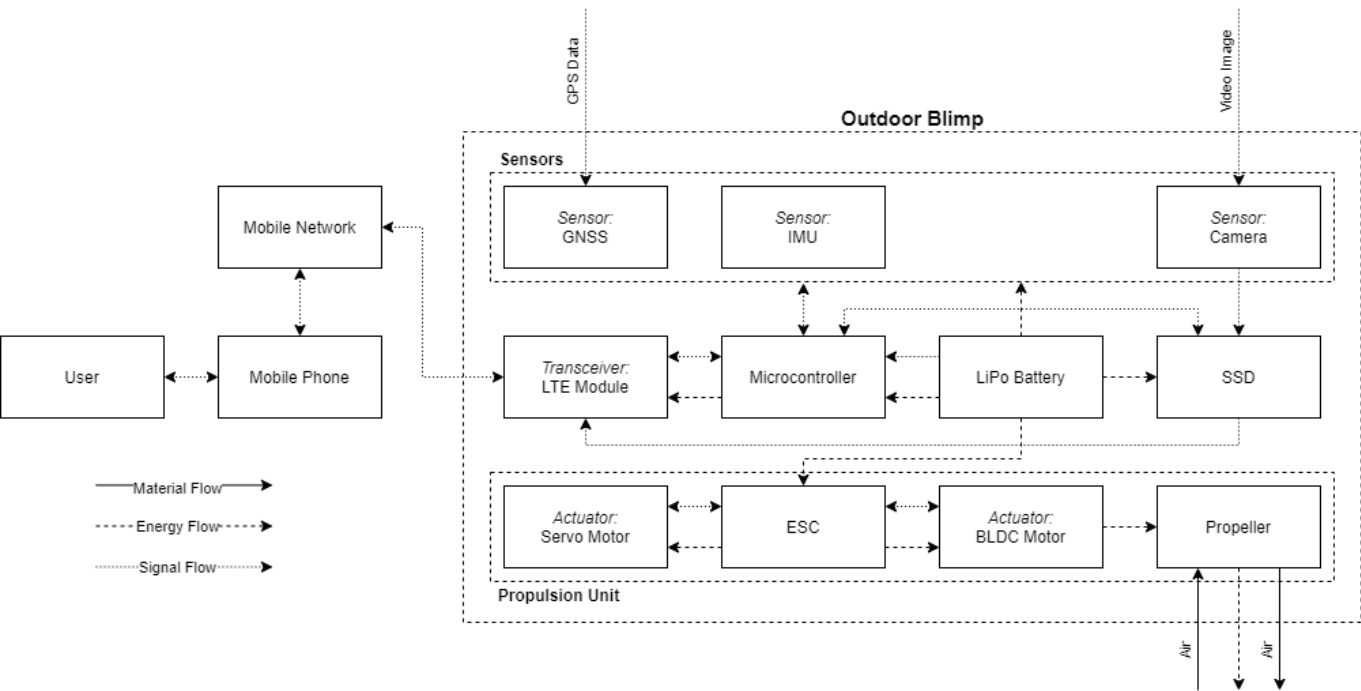 GPS Data
Video Image
Outdoor Blimp
Sensors
Sensor:
GNSS
Sensor:
IMU
Sensor:
Camera
Mobile Network
User
Mobile Phone
Transceiver:
LTE Module
Microcontroller
LiPo Battery
SSD
Material Flow
Energy Flow
Signal Flow
Actuator:
Servo Motor
ESC
Actuator:
BLDC Motor
Propeller
Propulsion Unit
Air
Air